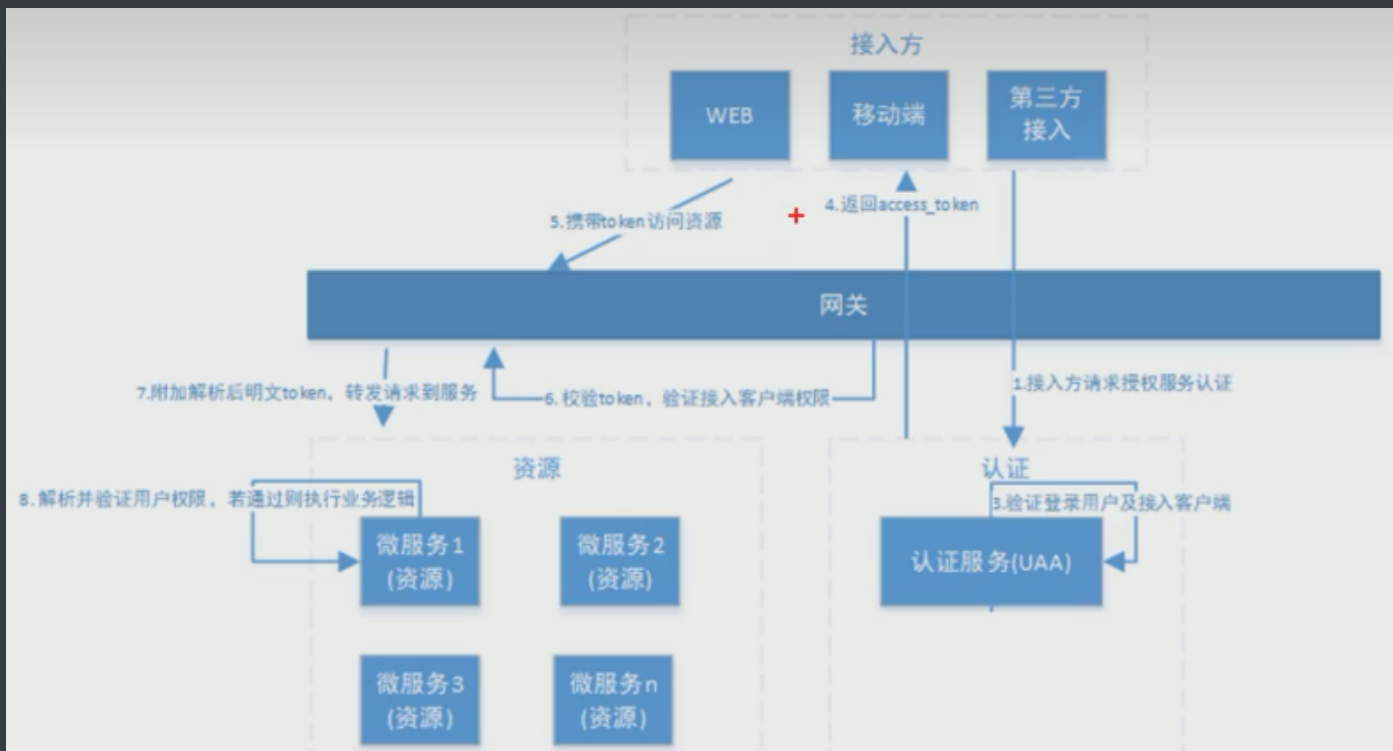 接入方
WEB
移动端
第三方
接入
4.返回access_token
5.携带token访问资源
网关
1.接入方请求授权服务认证
7.附加解析后明文token，转发请求到服务
6.校验token，验证接入客户端权限
资源
认证
8.解析并验证用户权限，若通过则执行业务逻辑
3.验证登录用户及接入客户端
微服务1
(资源)
微服务2
(资源)
认证服务(UAA)
微服务3
(资源)
微服务n
(资源)